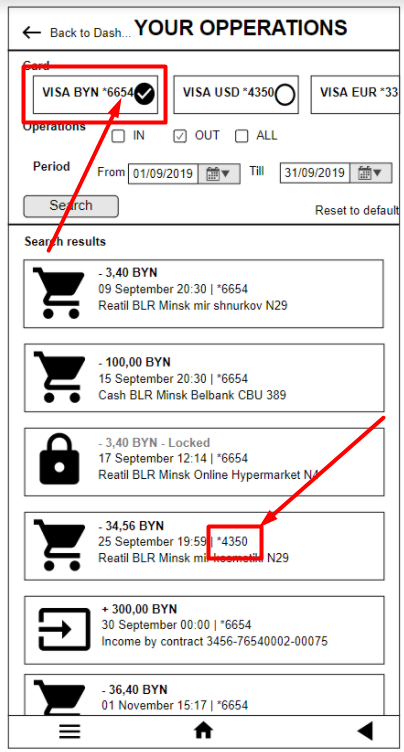 Back to Dash... YOUR OPPERATIONS
Card
VISA BYN *6654 VISA USD *4350 VISA EUR *33
Operations
IN OUT ALL
Period From 01/09/2019 Till 31/09/2019
Search Reset to default
Search results
- 3,40 BYN
09 September 20:30 | *6654
Reatil BLR Minsk mir shnurkov N29
- 100,00 BYN
15 September 20:30 | *6654
Cash BLR Minsk Belbank CBU 389
- 3,40 BYN - Locked
17 September 12:14 | *6654
Reatil BLR Minsk Online Hypermarket N4
- 34,56 BYN
25 September 19:59 | *4350
Reatil BLR Minsk mir kosmetiki N29
+ 300,00 BYN
30 September 00:00 | *6654
Income by contract 3456-76540002-00075
- 36,40 BYN
01 November 15:17 | *6654